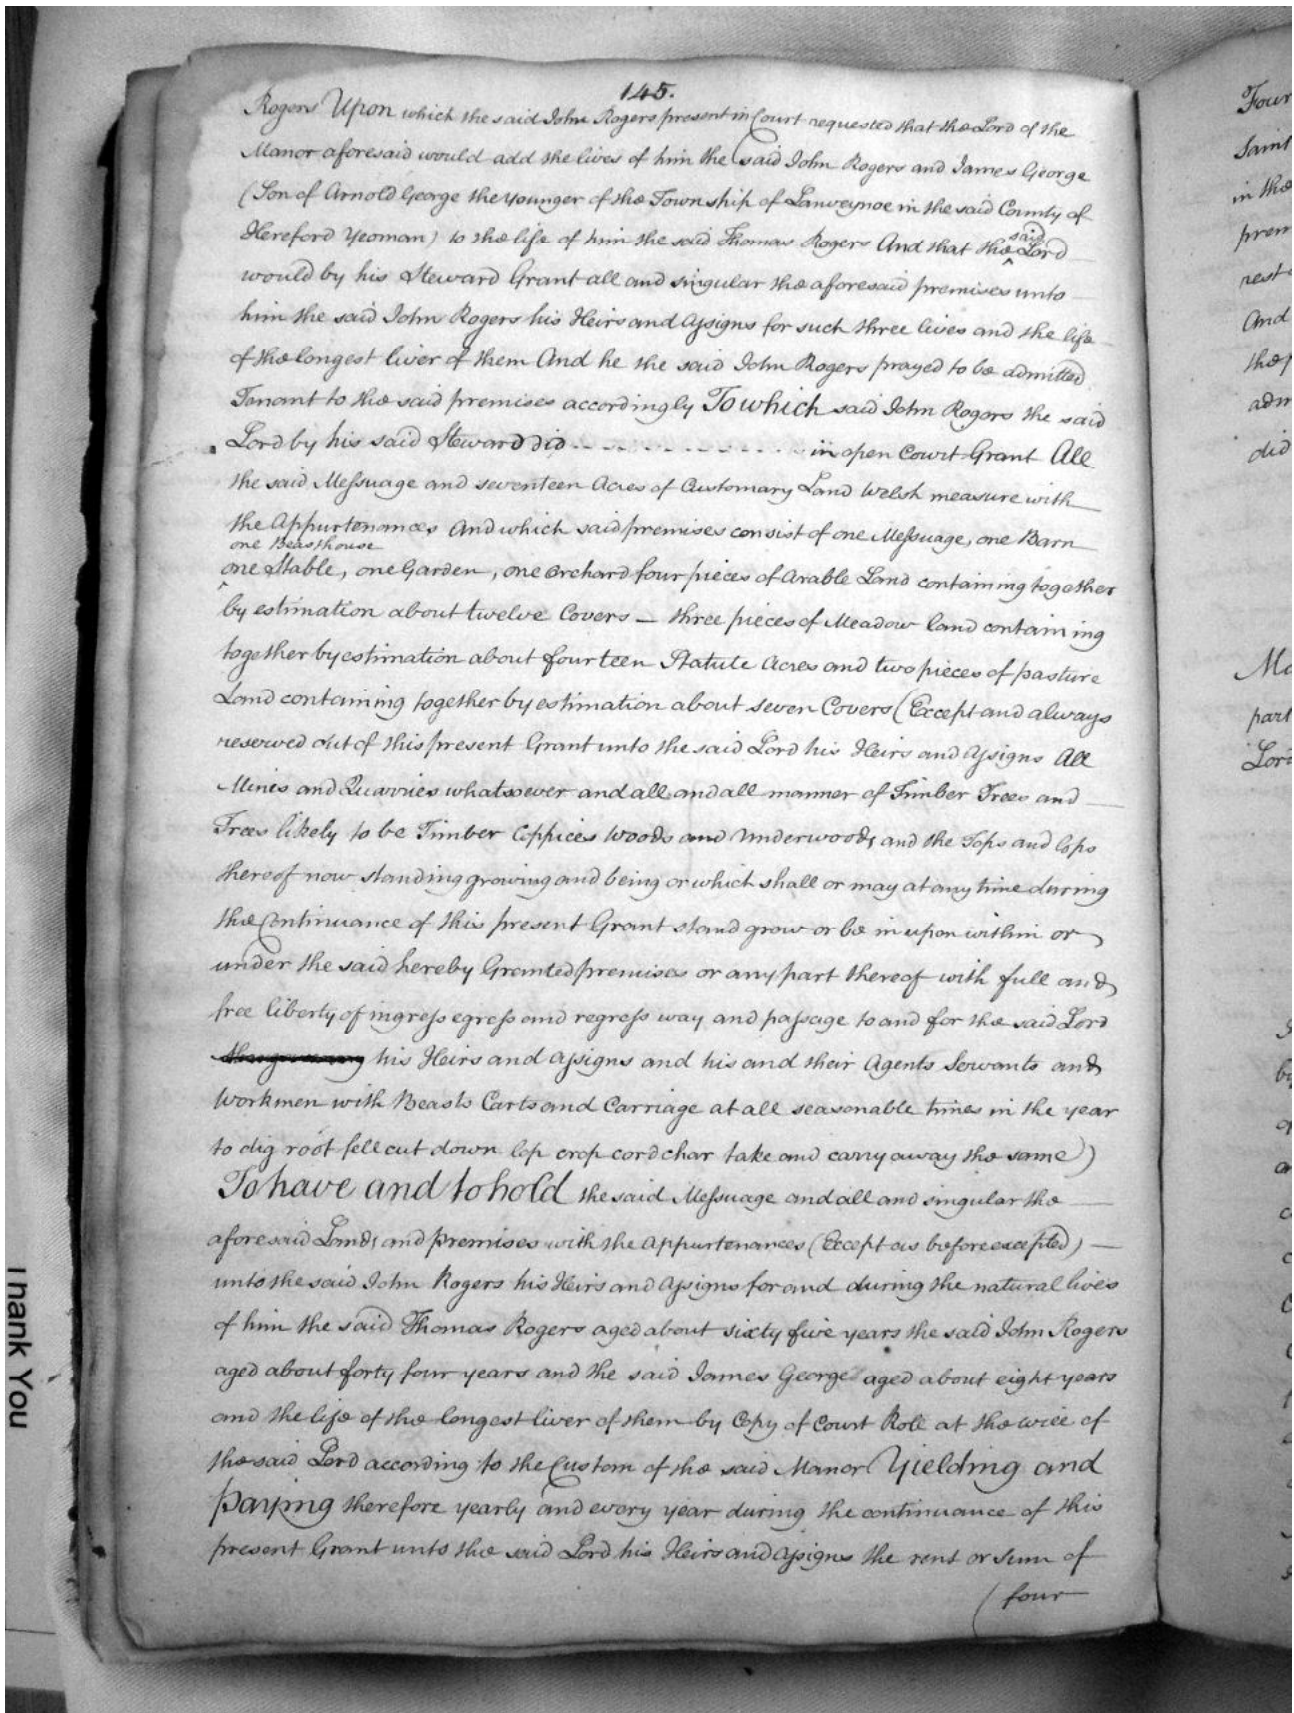 145.
Rogers Upon which the said John Rogers present in Court requested that the Lord of the
Manor aforesaid would add the lives of him the said John Rogers and James George
(Son of Arnold George the younger of the Township of Lanveynoe in the said County of
Hereford Yeoman) to the life of him the said Thomas Rogers And that the said Lord
would by his Steward Grant all and singular the aforesaid premises unto
him the said John Rogers his Heirs and Assigns for such three lives and the life
of the longest liver of them And he the said John Rogers prayed to be admitted
Tenant to the said premises accordingly To which said John Rogers the said
Lord by his said Steward did - - - - - - - - - - - - in open Court Grant All
the said Messuage and seventeen Acres of Customary Land Welsh measure with
the Appurtenances And which said premises consist of one Messuage, one Barn
one Beasthouse
^ one Stable, one Garden, one Orchard four pieces of Arable Land containing together
by estimation about twelve Covers — three pieces of Meadow land containing
together by estimation about fourteen Statute Acres and two pieces of pasture
Land containing together by estimation about seven Covers (Except and always
reserved out of this present Grant unto the said Lord his Heirs and Assigns All
Mines and Quarries whatsoever and all and all manner of Timber Trees and
Trees likely to be Timber Coppices Woods and Underwoods and the Tops and lops
thereof now standing growing and being or which shall or may at any time during
the Continuance of this present Grant stand grow or be in upon within or
under the said hereby Granted premises or any part thereof with full and
free liberty of ingress egress and regress way and passage to and for the said Lord
his Heirs and Assigns and his and their Agents Servants and
Workmen with Beasts Carts and Carriage at all seasonable times in the year
to dig root fell cut down lop crop cord char take and carry away the same)
To have and to hold the said Messuage and all and singular the
aforesaid Lands and premises with the Appurtenances (Except as before excepted) —
unto the said John Rogers his Heirs and Assigns for and during the natural lives
of him the said Thomas Rogers aged about sixty five years the said John Rogers
aged about forty four years and the said James George aged about eight years
and the life of the longest liver of them by Copy of Court Roll at the will of
the said Lord according to the Custom of the said Manor Yielding and
Paying therefore yearly and every year during the continuance of this
present Grant unto the said Lord his Heirs and Assigns the rent or sum of
(four
Four
Saint
in the
prem
rest
And
the p
adm
did
Ma
part
Lord
Thank You